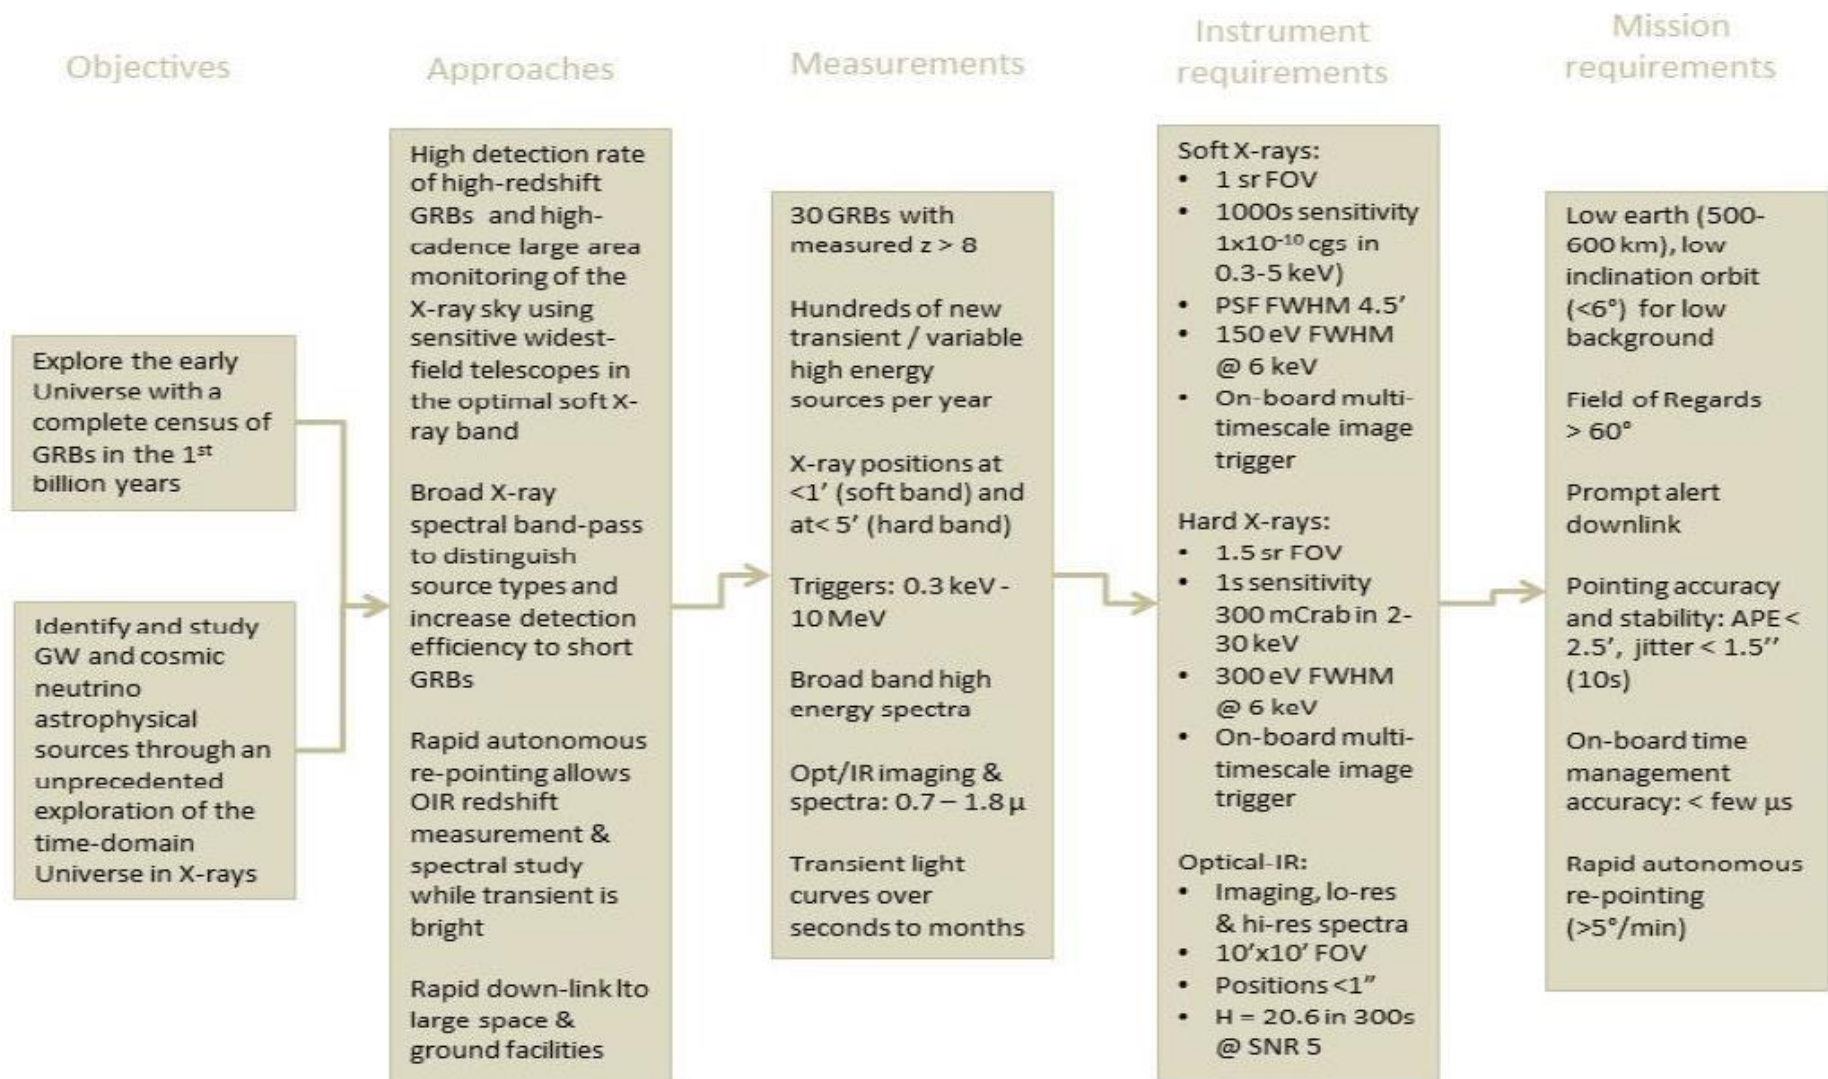 Objectives
Approaches
Measurements
Instrument
requirements
Mission
requirements
Explore the early
Universe with a
complete census of
GRBs in the 1st
billion years
Identify and study
GW and cosmic
neutrino
astrophysical
sources through an
unprecedented
exploration of the
time-domain
Universe in X-rays
High detection rate
of high-redshift
GRBs and high-
cadence large area
monitoring of the
X-ray sky using
sensitive widest-
field telescopes in
the optimal soft X-
ray band
Broad X-ray
spectral band-pass
to distinguish
source types and
increase detection
efficiency to short
GRBs
Rapid autonomous
re-pointing allows
OIR redshift
measurement &
spectral study
while transient is
bright
Rapid down-link lto
large space &
ground facilities
30 GRBs with
measured z > 8
Hundreds of new
transient / variable
high energy
sources per year
X-ray positions at
<1′ (soft band) and
at< 5′ (hard band)
Triggers: 0.3 keV -
10 MeV
Broad band high
energy spectra
Opt/IR imaging &
spectra: 0.7 – 1.8 μ
Transient light
curves over
seconds to months
Soft X-rays:
• 1 sr FOV
• 1000s sensitivity
1x10⁻¹⁰ cgs in
0.3-5 keV)
• PSF FWHM 4.5′
• 150 eV FWHM
@ 6 keV
• On-board multi-
timescale image
trigger
Hard X-rays:
• 1.5 sr FOV
• 1s sensitivity
300 mCrab in 2-
30 keV
• 300 eV FWHM
@ 6 keV
• On-board multi-
timescale image
trigger
Optical-IR:
• Imaging, lo-res
& hi-res spectra
• 10′x10′ FOV
• Positions <1″
• H = 20.6 in 300s
@ SNR 5
Low earth (500-
600 km), low
inclination orbit
(<6°) for low
background
Field of Regards
> 60°
Prompt alert
downlink
Pointing accuracy
and stability: APE <
2.5′, jitter < 1.5′′
(10s)
On-board time
management
accuracy: < few μs
Rapid autonomous
re-pointing
(>5°/min)